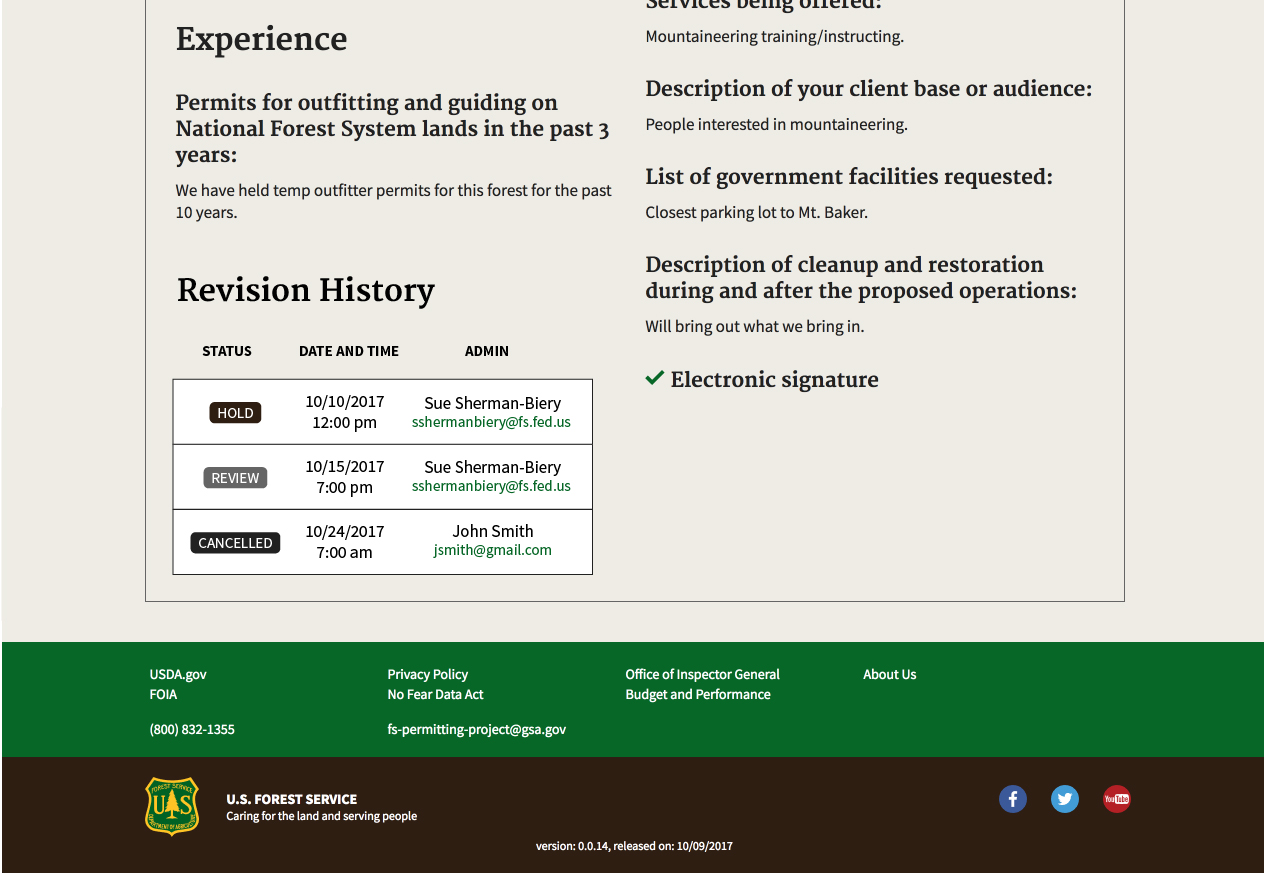 Experience
Permits for outfitting and guiding on
National Forest System lands in the past 3
years:
We have held temp outfitter permits for this forest for the past
10 years.
Revision History
STATUS DATE AND TIME ADMIN
HOLD 10/10/2017 12:00 pm Sue Sherman-Biery sshermanbiery@fs.fed.us
REVIEW 10/15/2017 7:00 pm Sue Sherman-Biery sshermanbiery@fs.fed.us
CANCELLED 10/24/2017 7:00 am John Smith jsmith@gmail.com
Services being offered:
Mountaineering training/instructing.
Description of your client base or audience:
People interested in mountaineering.
List of government facilities requested:
Closest parking lot to Mt. Baker.
Description of cleanup and restoration
during and after the proposed operations:
Will bring out what we bring in.
Electronic signature
USDA.gov Privacy Policy Office of Inspector General About Us
FOIA No Fear Data Act Budget and Performance
(800) 832-1355 fs-permitting-project@gsa.gov
FOREST SERVICE
U S
DEPARTMENT OF AGRICULTURE
U.S. FOREST SERVICE
Caring for the land and serving people
YouTube
version: 0.0.14, released on: 10/09/2017